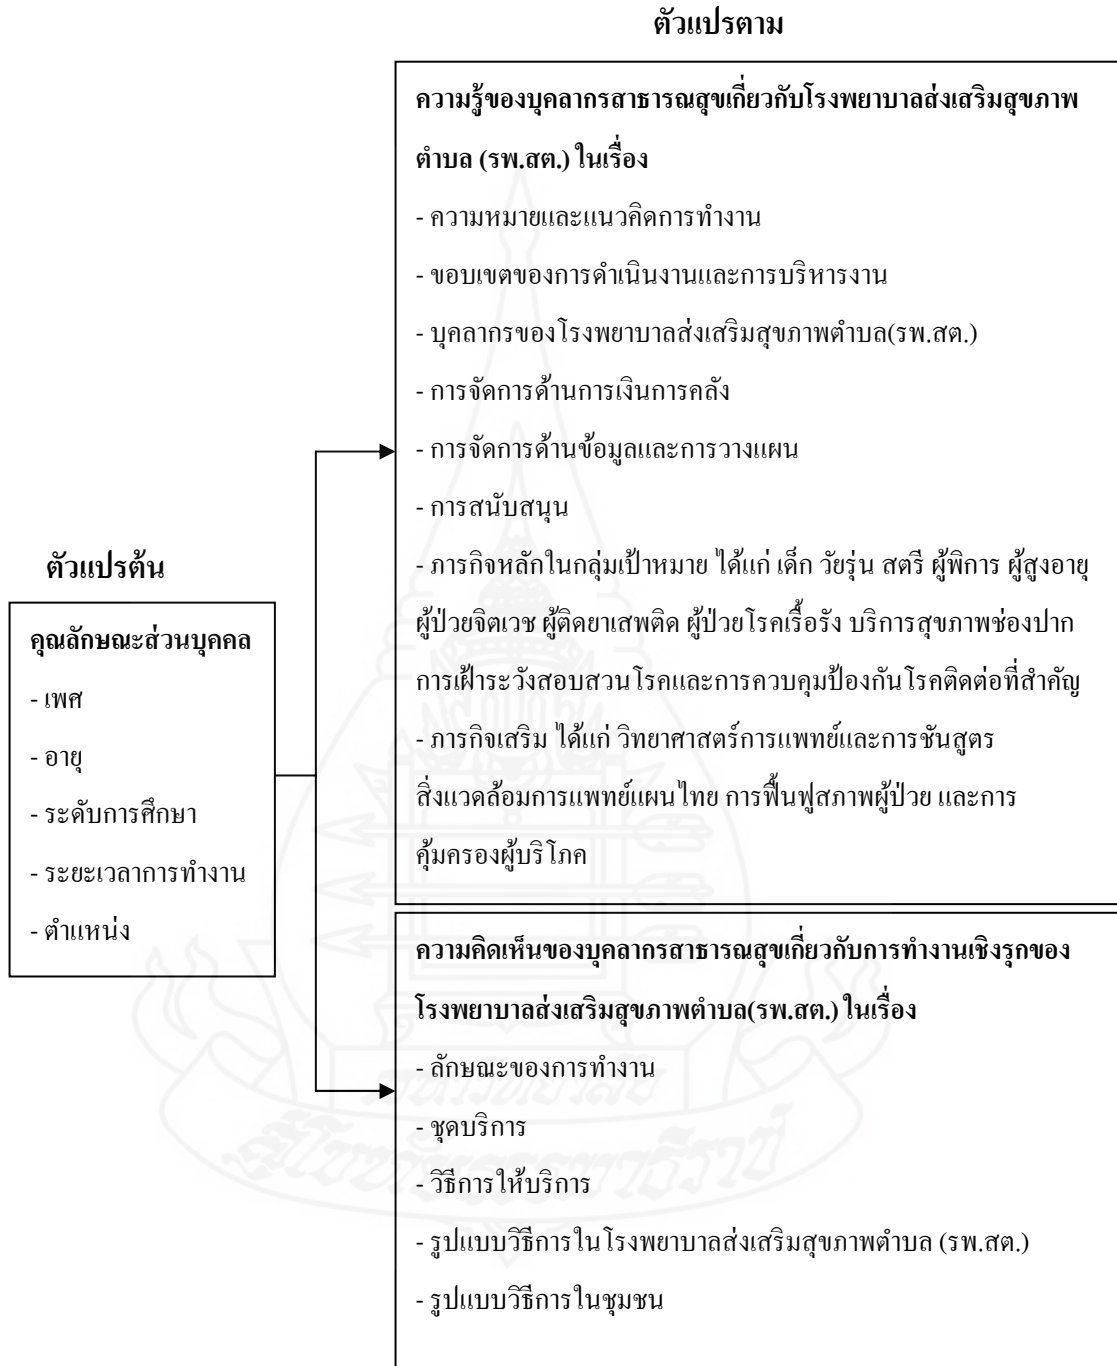 ตัวแปรตาม
ความรู้ของบุคลากรสาธารณสุขเกี่ยวกับโรงพยาบาลส่งเสริมสุขภาพ
ตำบล (รพ.สต.) ในเรื่อง
- ความหมายและแนวคิดการทำงาน
- ขอบเขตของการดำเนินงานและการบริหารงาน
- บุคลากรของโรงพยาบาลส่งเสริมสุขภาพตำบล(รพ.สต.)
- การจัดการด้านการเงินการคลัง
- การจัดการด้านข้อมูลและการวางแผน
- การสนับสนุน
- ภารกิจหลักในกลุ่มเป้าหมาย ได้แก่ เด็ก วัยรุ่น สตรี ผู้พิการ ผู้สูงอายุ
ผู้ป่วยจิตเวช ผู้ติดยาเสพติด ผู้ป่วยโรคเรื้อรัง บริการสุขภาพช่องปาก
การเฝ้าระวังสอบสวนโรคและการควบคุมป้องกันโรคติดต่อที่สำคัญ
- ภารกิจเสริม ได้แก่ วิทยาศาสตร์การแพทย์และการชันสูตร
สิ่งแวดล้อมการแพทย์แผนไทย การฟื้นฟูสภาพผู้ป่วย และการ
คุ้มครองผู้บริโภค
ตัวแปรต้น
คุณลักษณะส่วนบุคคล
- เพศ
- อายุ
- ระดับการศึกษา
- ระยะเวลาการทำงาน
- ตำแหน่ง
ความคิดเห็นของบุคลากรสาธารณสุขเกี่ยวกับการทำงานเชิงรุกของ
โรงพยาบาลส่งเสริมสุขภาพตำบล(รพ.สต.) ในเรื่อง
- ลักษณะของการทำงาน
- ชุดบริการ
- วิธีการให้บริการ
- รูปแบบวิธีการในโรงพยาบาลส่งเสริมสุขภาพตำบล (รพ.สต.)
- รูปแบบวิธีการในชุมชน
มหาวิทยาลัย
สุโขทัยธรรมาธิราช